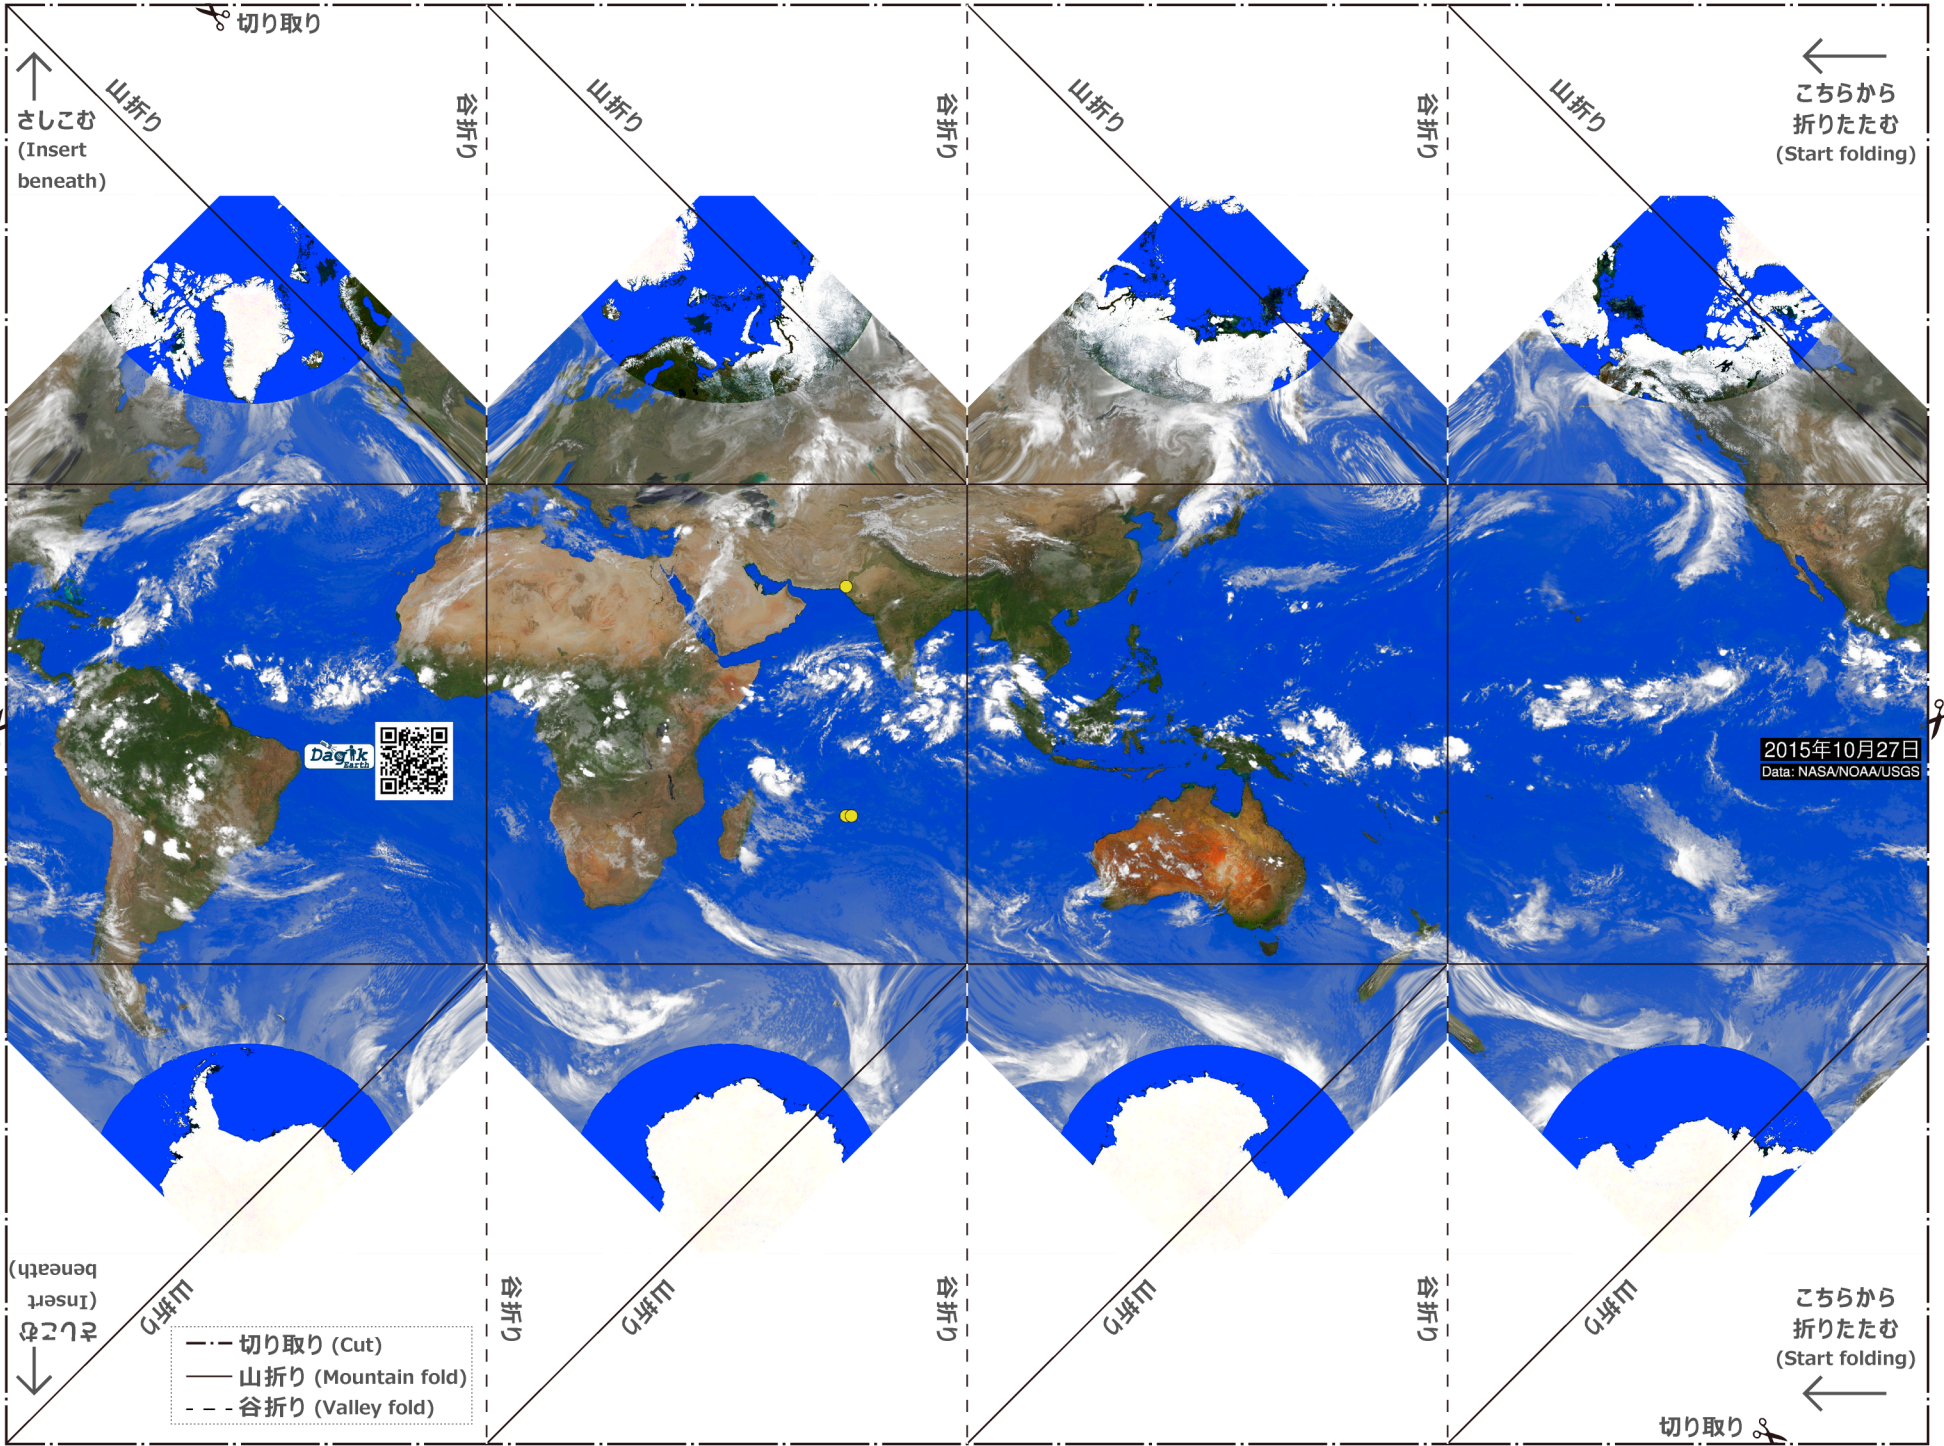 切り取り
山折り
谷折り
山折り
谷折り
山折り
谷折り
山折り
さしこむ
(Insert
beneath)
こちらから
折りたたむ
(Start folding)
Dagik
Earth
2015年10月27日
Data: NASA/NOAA/USGS
さしこむ
(Insert
beneath)
山折り
谷折り
山折り
谷折り
山折り
谷折り
山折り
切り取り (Cut)
山折り (Mountain fold)
谷折り (Valley fold)
こちらから
折りたたむ
(Start folding)
切り取り